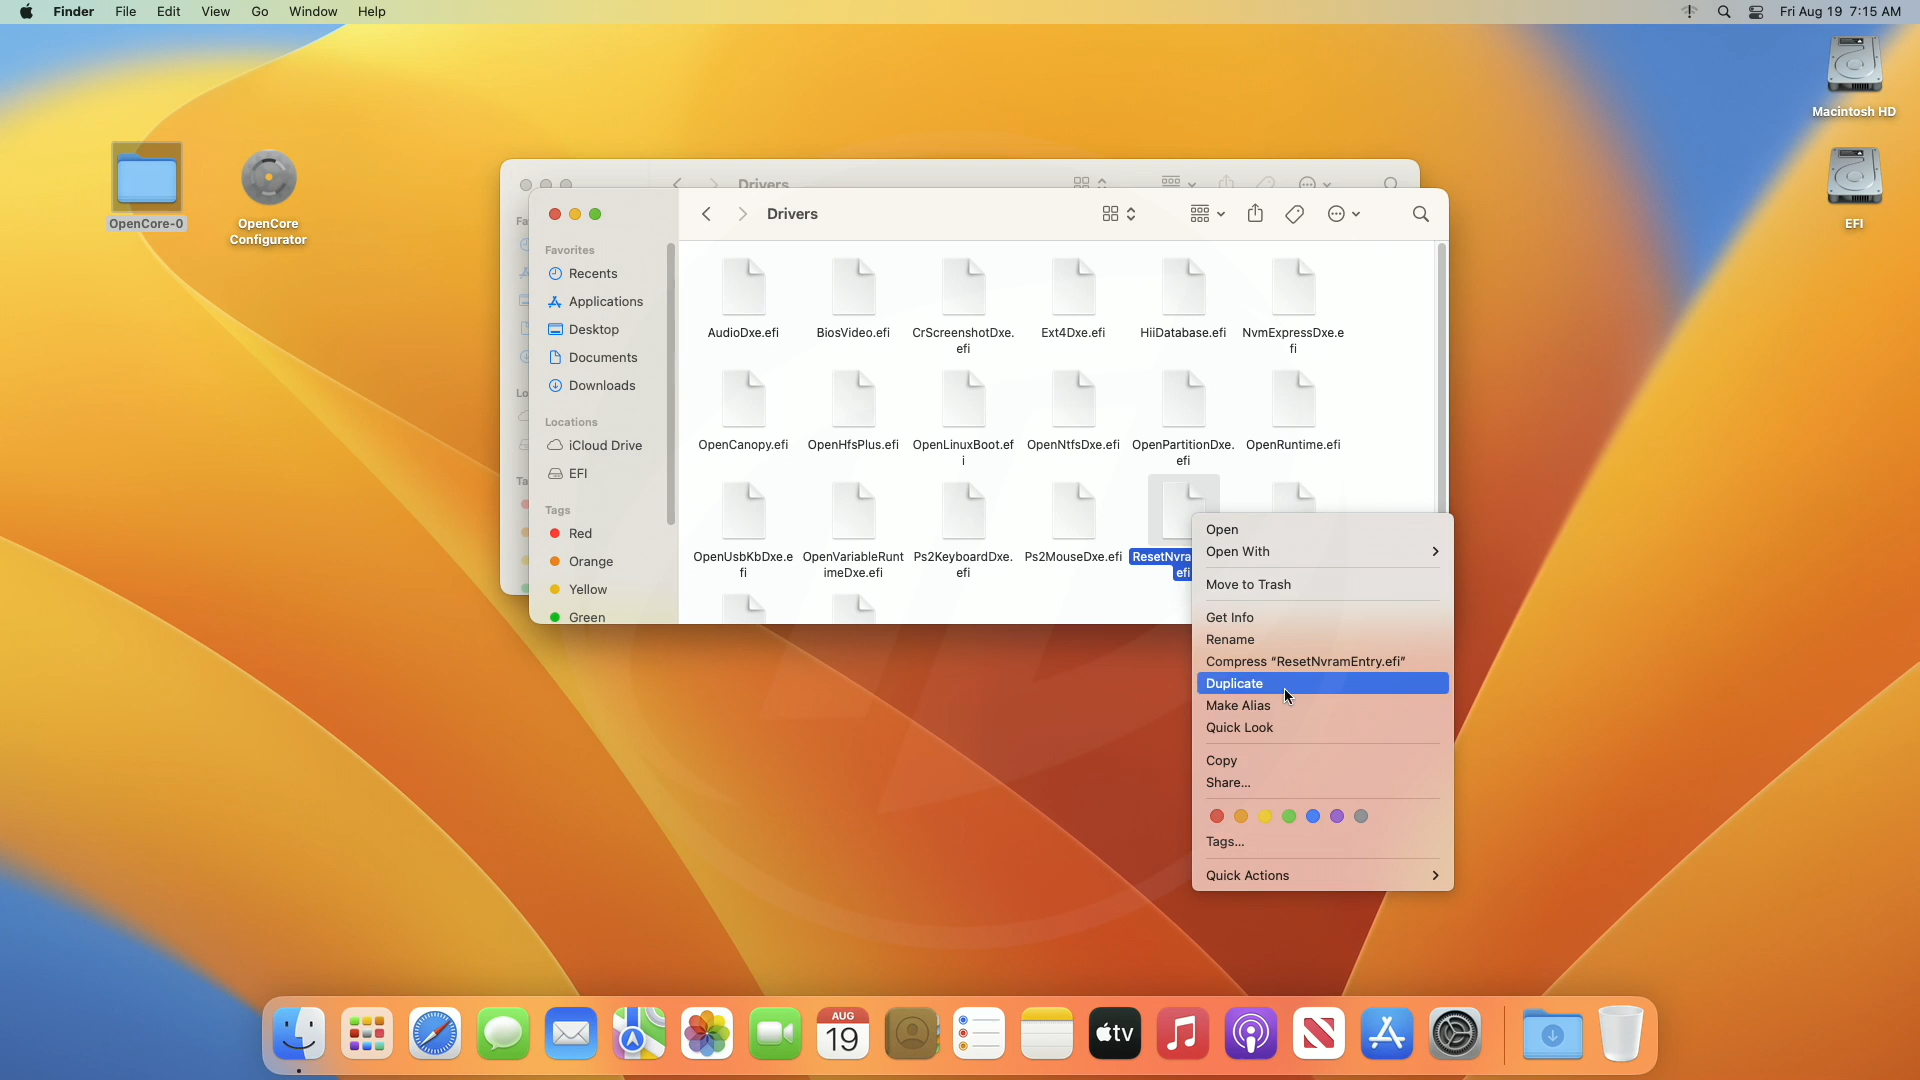 Finder File Edit View Go Window Help
Fri Aug 19 7:15 AM
Macintosh HD
EFI
OpenCore-0
OpenCore
Configurator
Drivers
Fa
Lo
Ta
Drivers
Favorites
Recents
Applications
Desktop
Documents
Downloads
Locations
iCloud Drive
EFI
Tags
Red
Orange
Yellow
Green
AudioDxe.efi
BiosVideo.efi
CrScreenshotDxe.
efi
Ext4Dxe.efi
HiiDatabase.efi
NvmExpressDxe.e
fi
OpenCanopy.efi
OpenHfsPlus.efi
OpenLinuxBoot.ef
i
OpenNtfsDxe.efi
OpenPartitionDxe.
efi
OpenRuntime.efi
OpenUsbKbDxe.e
fi
OpenVariableRunt
imeDxe.efi
Ps2KeyboardDxe.
efi
Ps2MouseDxe.efi
ResetNvra
efi
Open
Open With
Move to Trash
Get Info
Rename
Compress “ResetNvramEntry.efi”
Duplicate
Make Alias
Quick Look
Copy
Share...
Tags...
Quick Actions
AUG
19
tv